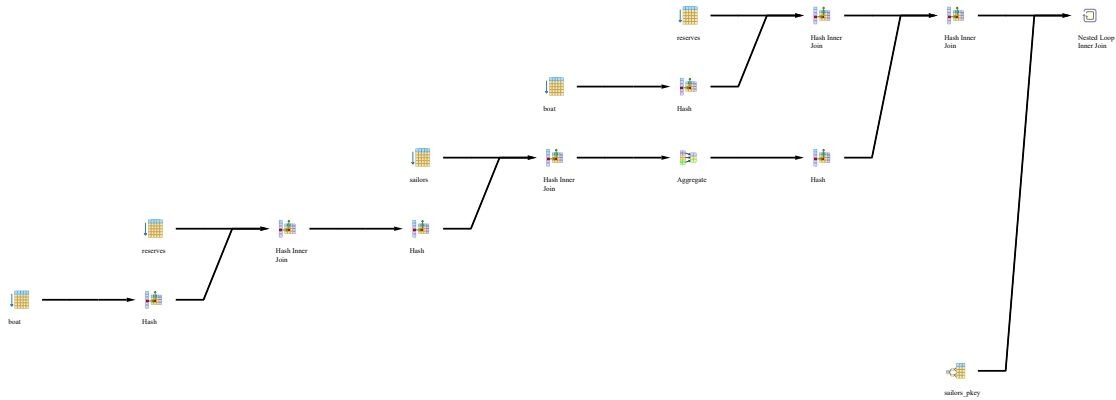 reserves
Hash Inner
Join
Hash Inner
Join
Nested Loop
Inner Join
boat
Hash
sailors
Hash Inner
Join
Aggregate
Hash
reserves
Hash Inner
Join
Hash
boat
Hash
sailors_pkey